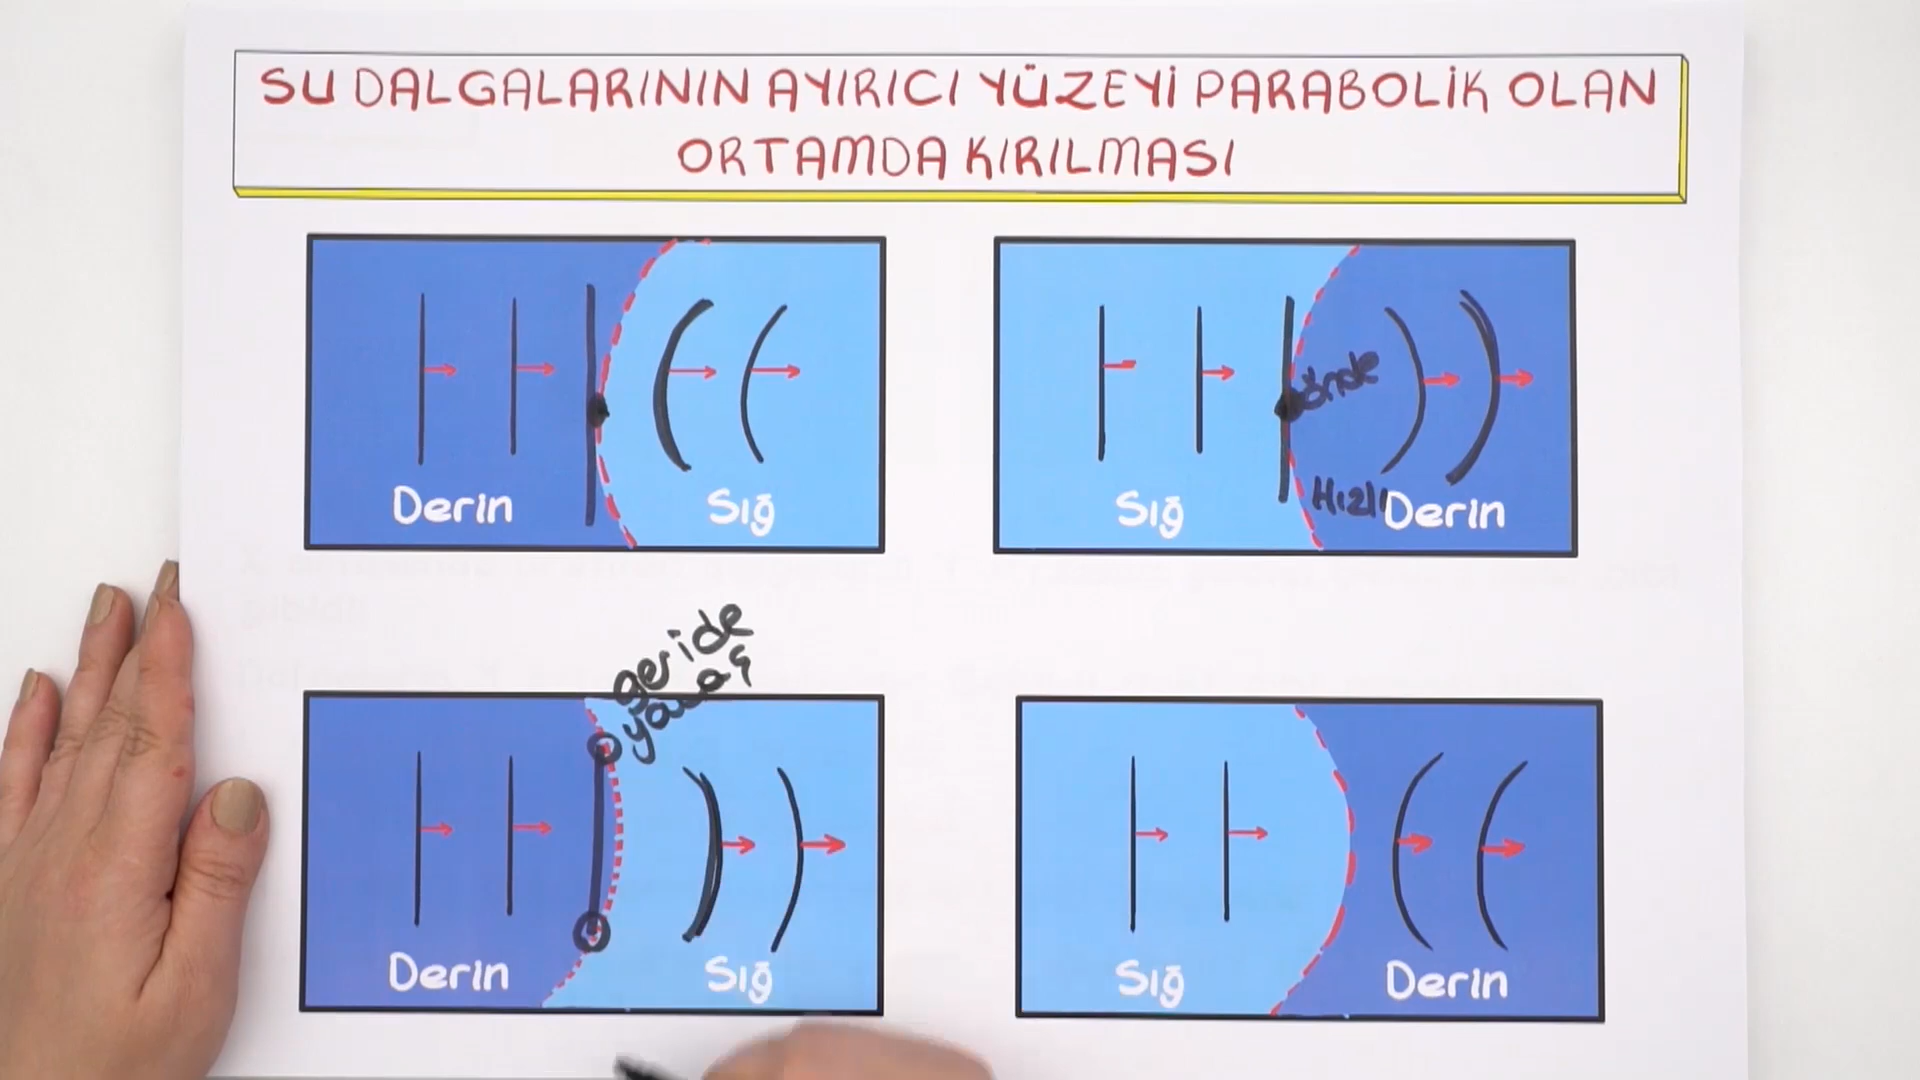 SU DALGALARININ AYIRICI YÜZEYİ PARABOLİK OLAN
ORTAMDA KIRILMASI
Derin
Sığ
önde
Hızlı
Sığ
Derin
geride
yavaş
Derin
Sığ
Sığ
Derin